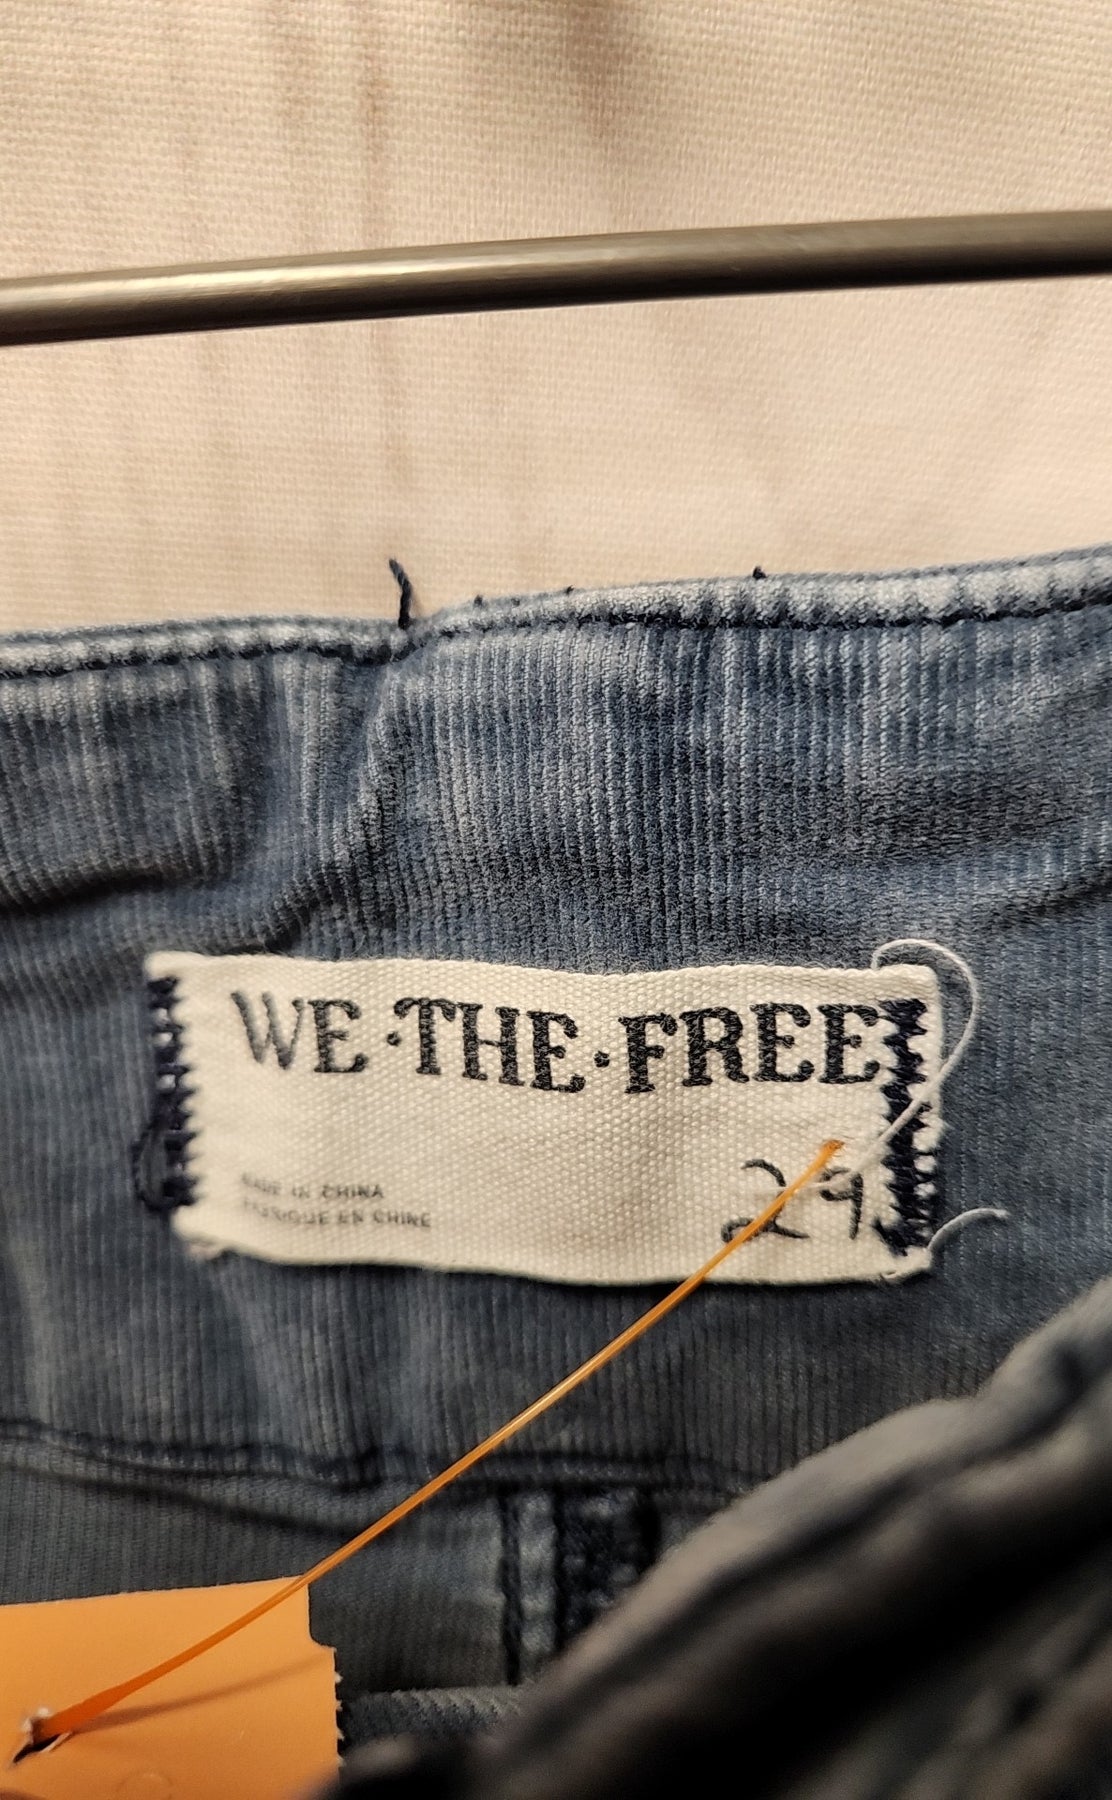 WE·THE·FREE
MADE IN CHINA
FABRIQUE EN CHINE
29